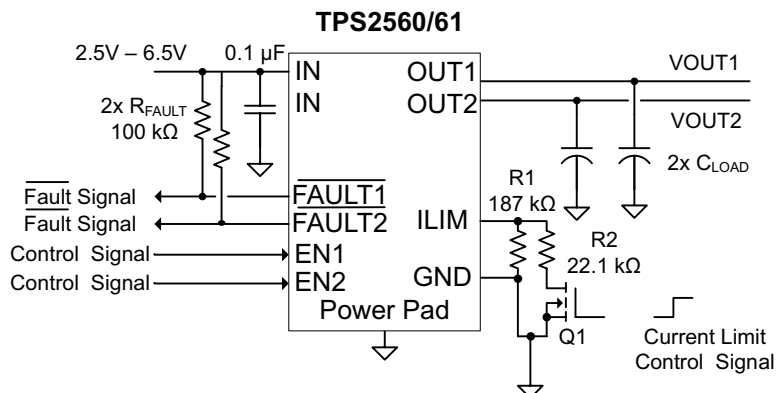 TPS2560/61
2.5V – 6.5V
0.1 µF
IN
IN
OUT1
OUT2
VOUT1
VOUT2
2x RFAULT
100 kΩ
2x CLOAD
Fault Signal
Fault Signal
Control Signal
Control Signal
FAULT1
FAULT2
EN1
EN2
ILIM
GND
Power Pad
R1
187 kΩ
R2
22.1 kΩ
Q1
Current Limit
Control Signal